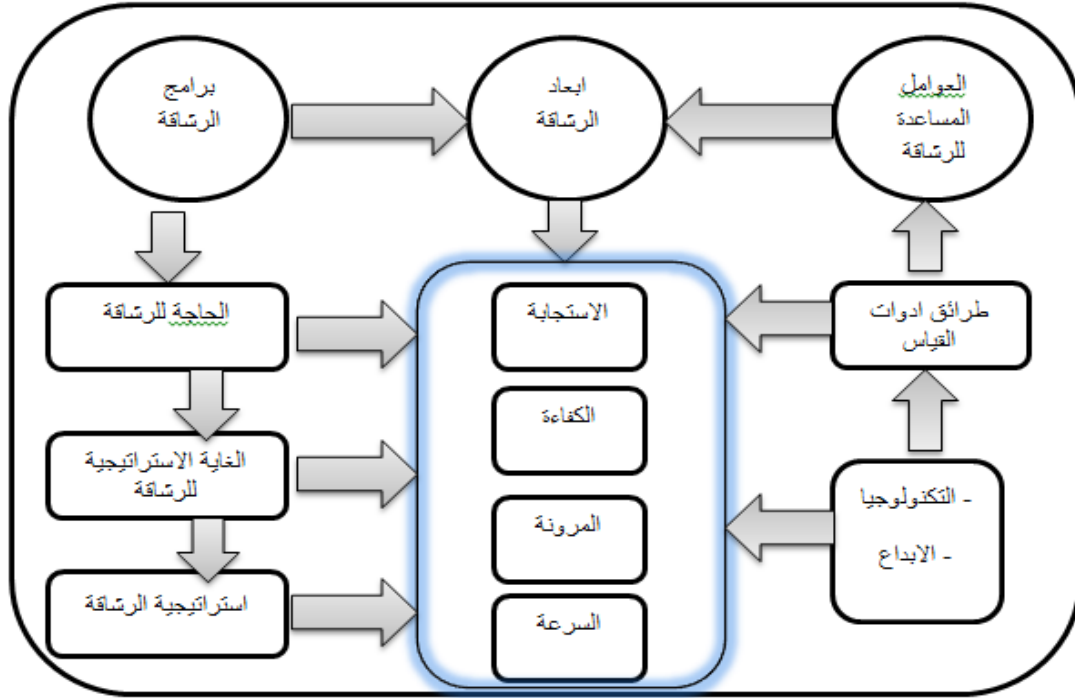 العوامل
المساعدة
للرشاقة
ابعاد
الرشاقة
برامج
الرشاقة
طرائق ادوات
القياس
الاستجابة
الحاجة للرشاقة
الكفاءة
الغاية الاستراتيجية
للرشاقة
- التكنولوجيا
- الابداع
المرونة
السرعة
استراتيجية الرشاقة